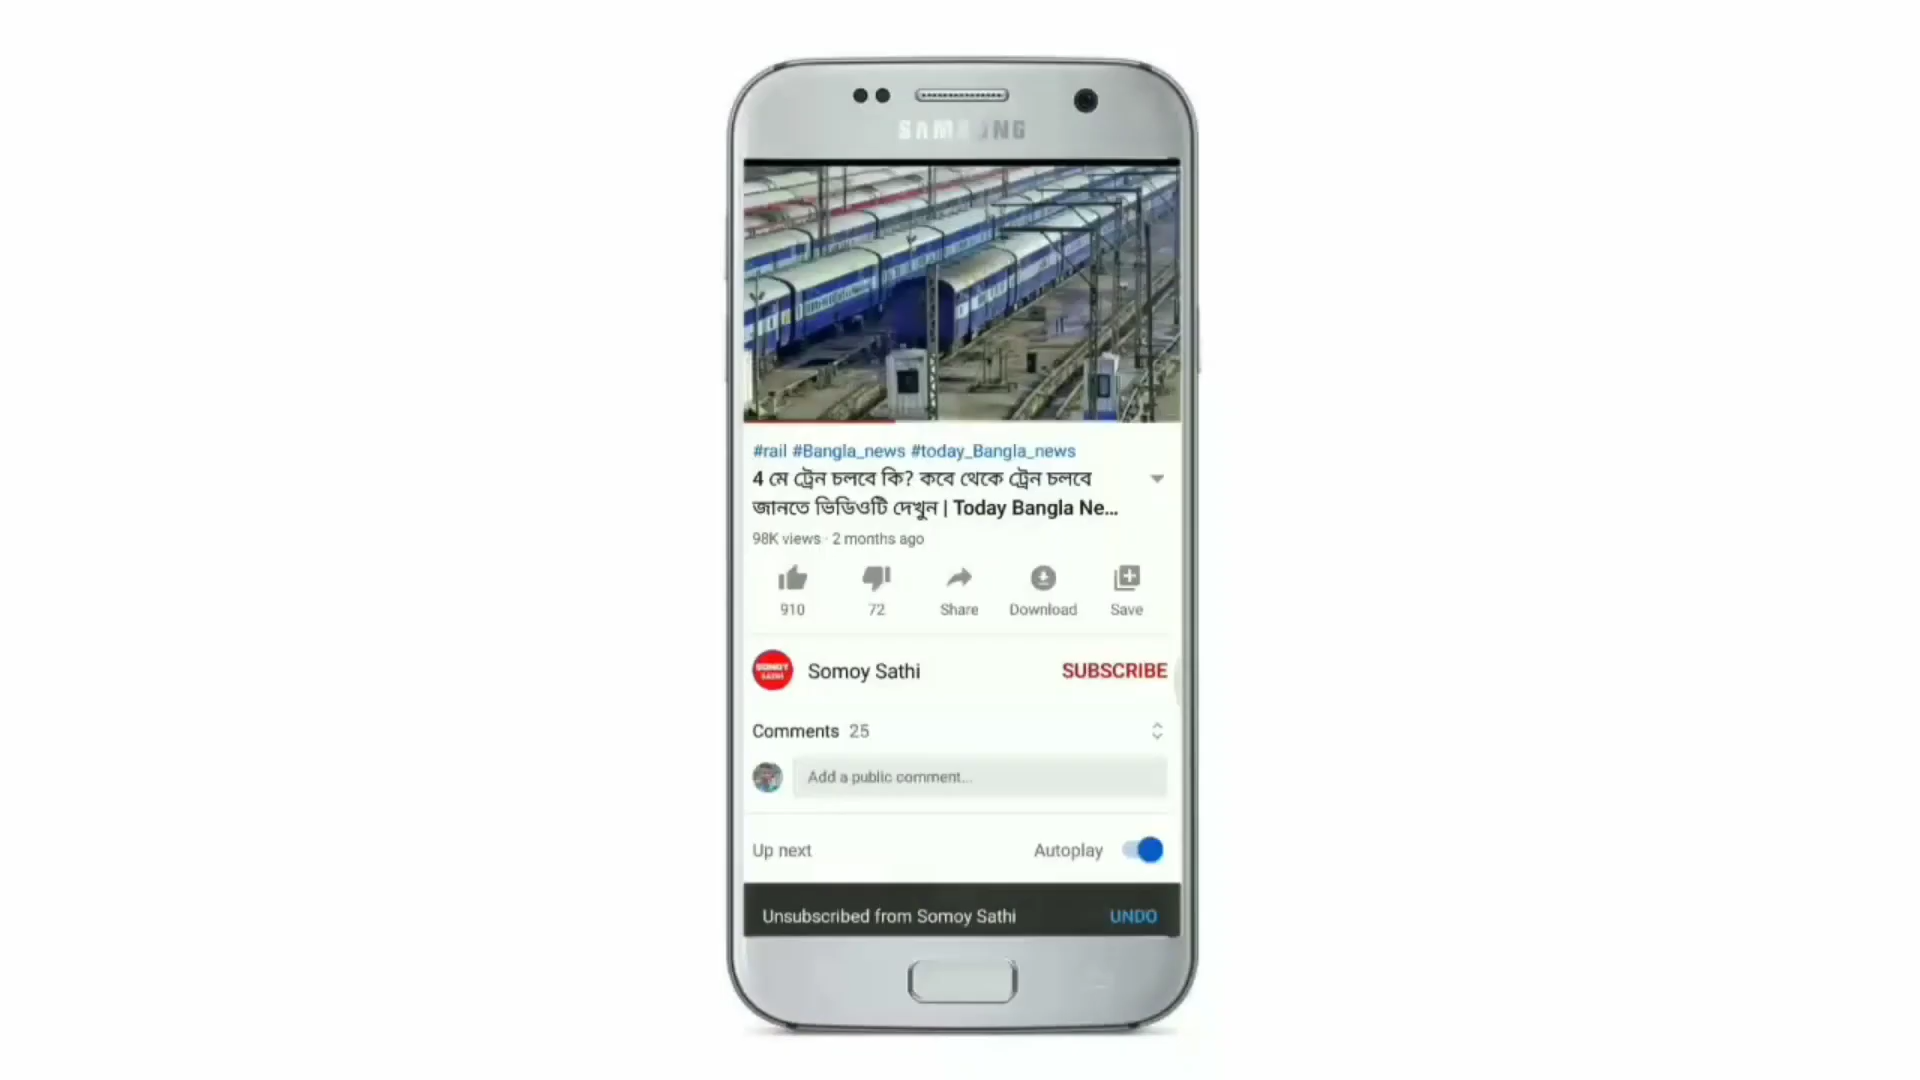 SAMSUNG
#rail #Bangla_news #today_Bangla_news
4 মে ট্রেন চলবে কি? কবে থেকে ট্রেন চলবে
জানতে ভিডিওটি দেখুন | Today Bangla Ne...
98K views · 2 months ago
910 72 Share Download Save
SOMOY
SATHI
Somoy Sathi SUBSCRIBE
Comments 25
Add a public comment...
Up next Autoplay
Unsubscribed from Somoy Sathi UNDO